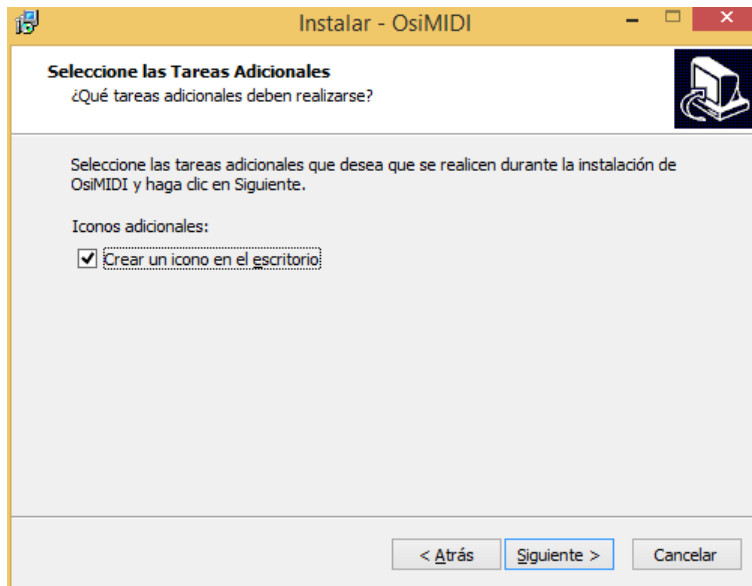 Instalar - OsiMIDI
Seleccione las Tareas Adicionales
¿Qué tareas adicionales deben realizarse?
Seleccione las tareas adicionales que desea que se realicen durante la instalación de
OsiMIDI y haga clic en Siguiente.
Iconos adicionales:
Crear un icono en el escritorio
< Atrás
Siguiente >
Cancelar